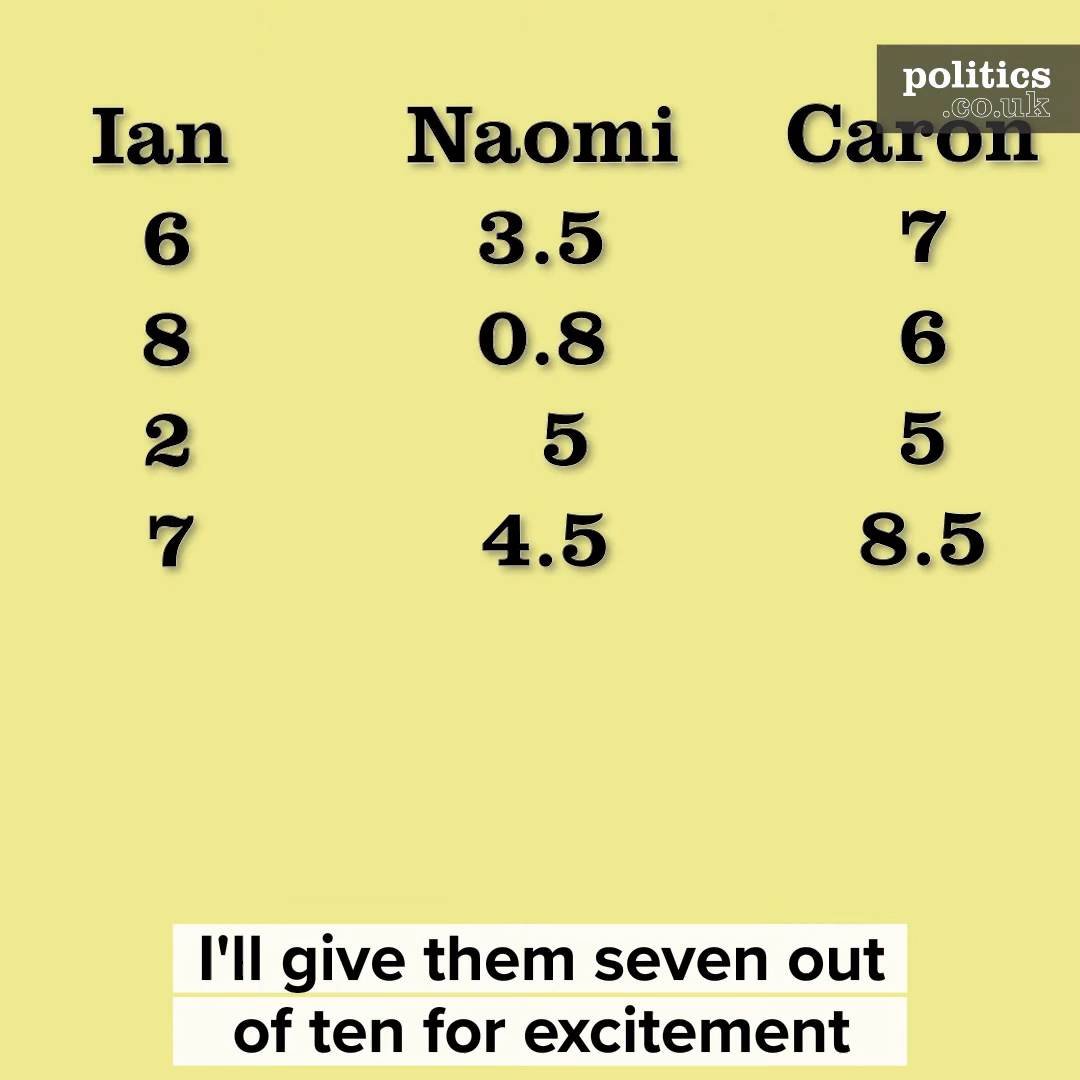 politics
.co.uk
Ian Naomi Caron
6 3.5 7
8 0.8 6
2 5 5
7 4.5 8.5
I'll give them seven out
of ten for excitement